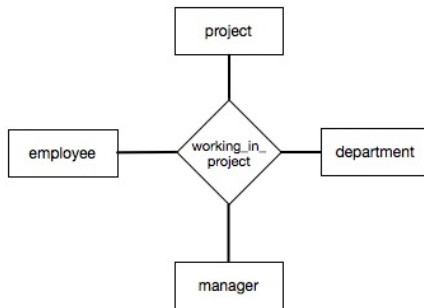 project
employee
working_in_
project
department
manager